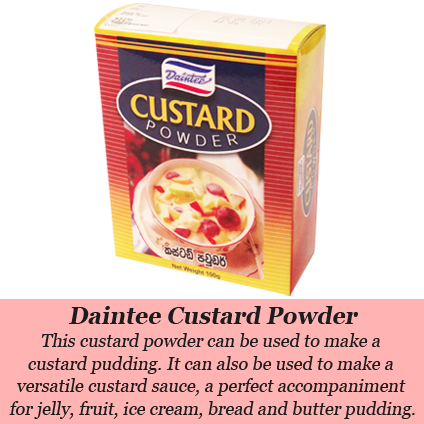 Daintee
CUSTARD
POWDER
CUSTARD
කස්ටඩ් පවුඩර්
Net Weight 100g
Daintee Custard Powder
This custard powder can be used to make a
custard pudding. It can also be used to make a
versatile custard sauce, a perfect accompaniment
for jelly, fruit, ice cream, bread and butter pudding.